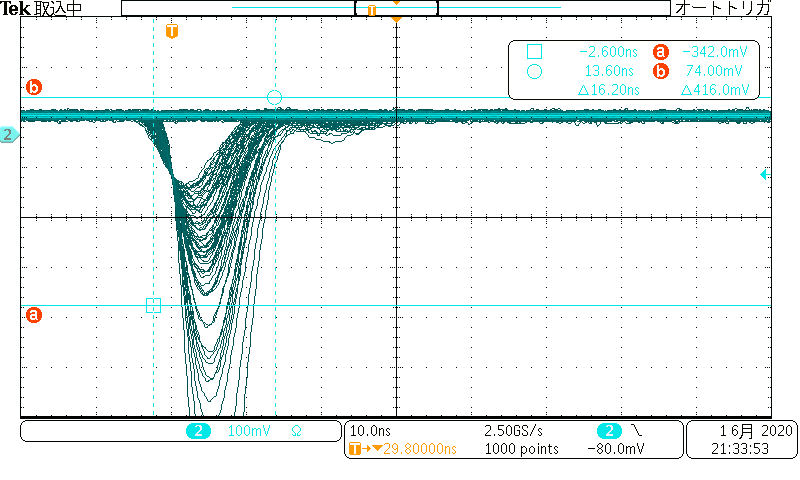 Tek 取込中 T オートトリガ
T
-2.600ns a -342.0mV
13.60ns b 74.00mV
Δ16.20ns Δ416.0mV
b
2
a
2 100mV Ω 10.0ns 2.50GS/s 2 1 6月 2020
T→▼29.80000ns 1000 points -80.0mV 21:33:53